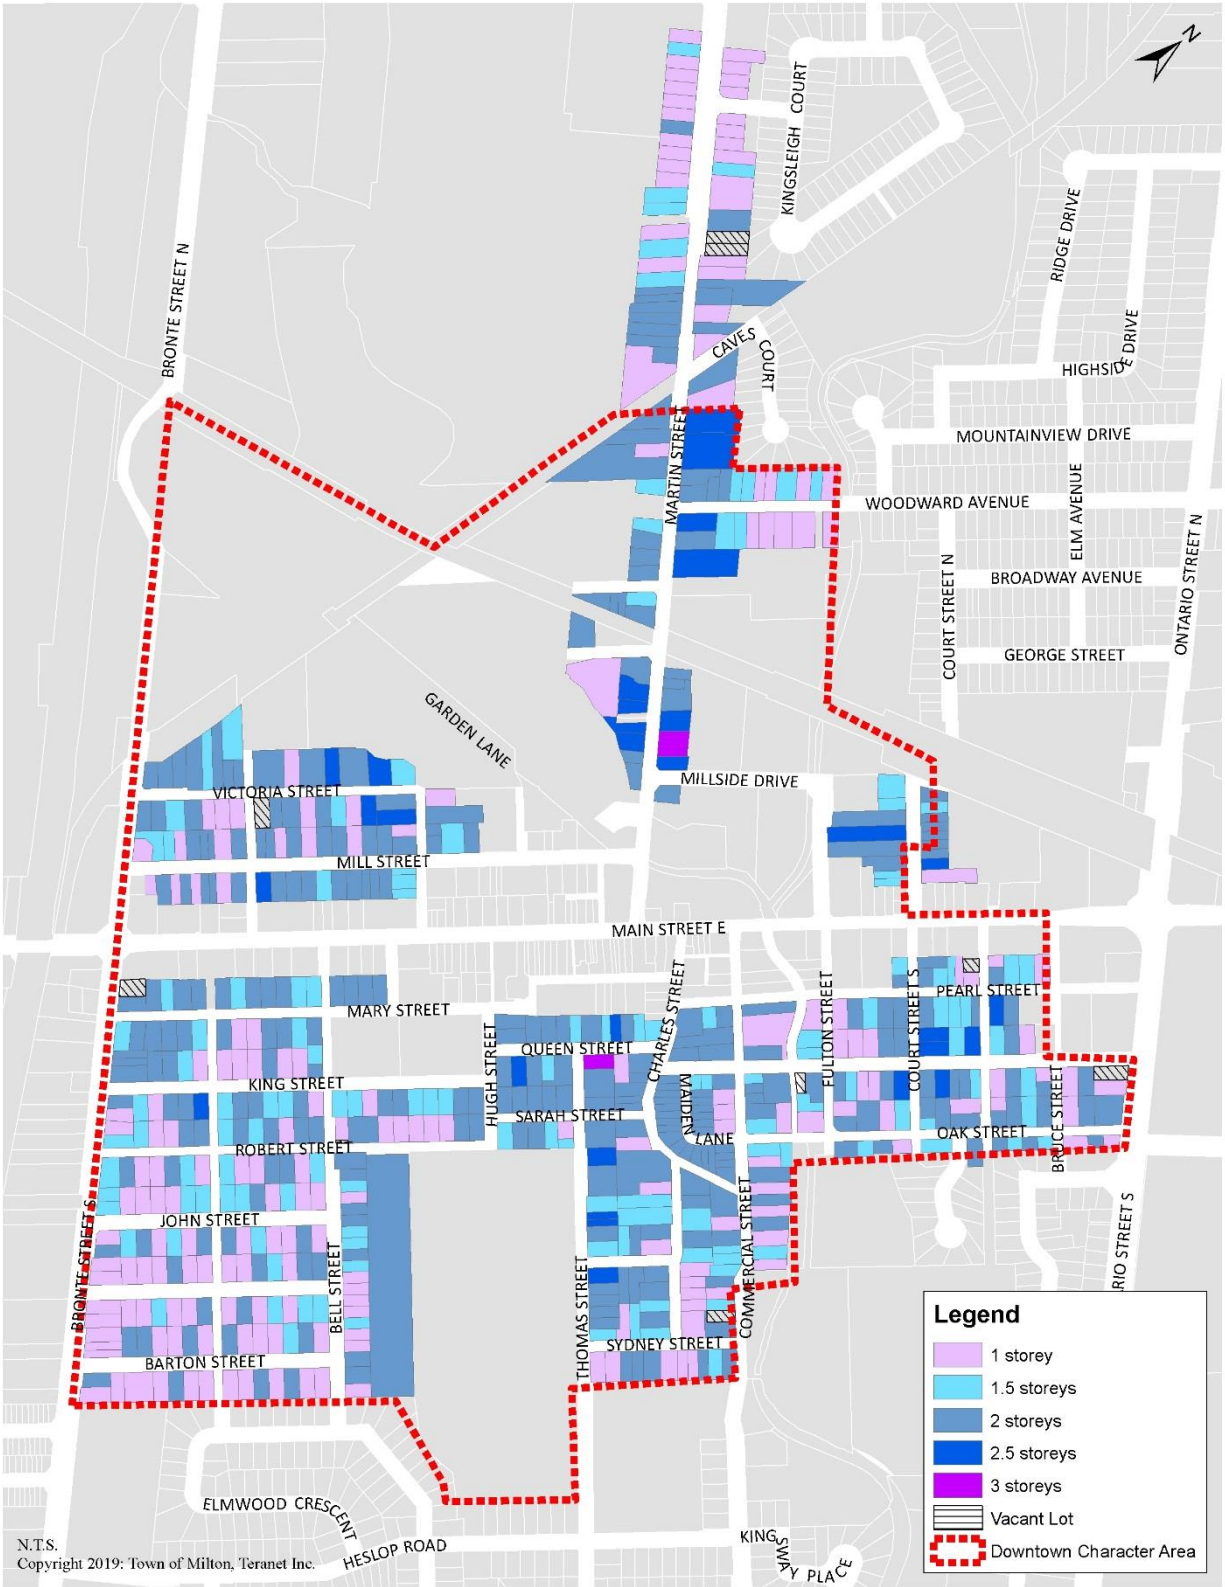 N
KINGSLEIGH COURT
RIDGE DRIVE
BRONTE STREET N
HIGHSIDE DRIVE
CAVES COURT
MARTIN STREET
MOUNTAINVIEW DRIVE
WOODWARD AVENUE
ELM AVENUE
ONTARIO STREET N
COURT STREET N
BROADWAY AVENUE
GEORGE STREET
GARDEN LANE
MILLSIDE DRIVE
VICTORIA STREET
MILL STREET
MAIN STREET E
MARY STREET
PEARL STREET
FULTON STREET
COURT STREET S
CHARLES STREET
HUGH STREET
QUEEN STREET
KING STREET
MAIDEN LANE
SARAH STREET
OAK STREET
BRUCE STREET
ROBERT STREET
JOHN STREET
BRONTE STREET S
BELL STREET
THOMAS STREET
COMMERCIAL STREET
RIO STREET S
SYDNEY STREET
BARTON STREET
ELMWOOD CRESCENT
HESLOP ROAD
KINGSWAY PLACE
Legend
1 storey
1.5 storeys
2 storeys
2.5 storeys
3 storeys
Vacant Lot
Downtown Character Area
N.T.S.
Copyright 2019: Town of Milton, Teranet Inc.